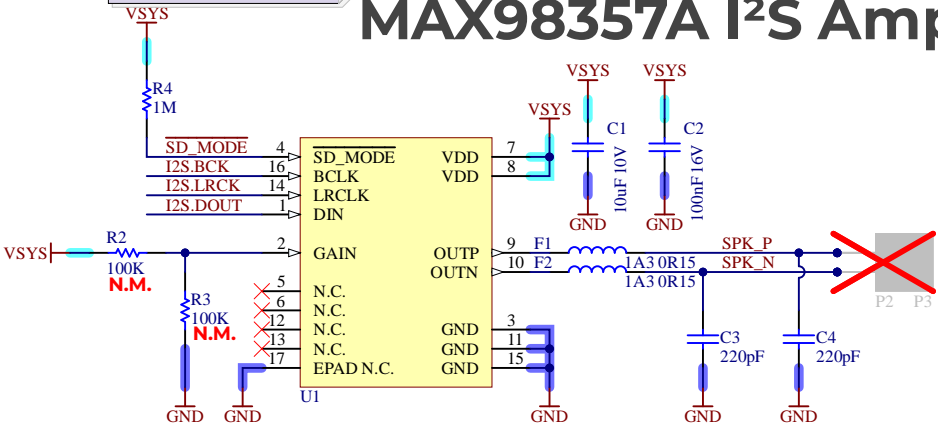 MAX98357A I²S Amp
VSYS
VSYS
VSYS
VSYS
R4
1M
C1
10uF 10V
C2
100nF 16V
SD_MODE
4
SD_MODE
VDD
7
I2S.BCK
16
BCLK
VDD
8
I2S.LRCK
14
LRCLK
I2S.DOUT
1
DIN
GND
GND
VSYS
R2
100K
N.M.
2
GAIN
OUTP
9
F1
SPK_P
OUTN
10
F2
1A3 0R15
SPK_N
1A3 0R15
P2
P3
R3
100K
N.M.
5
N.C.
6
N.C.
12
N.C.
13
N.C.
17
EPAD N.C.
GND
3
GND
11
GND
15
U1
C3
220pF
C4
220pF
GND
GND
GND
GND
GND